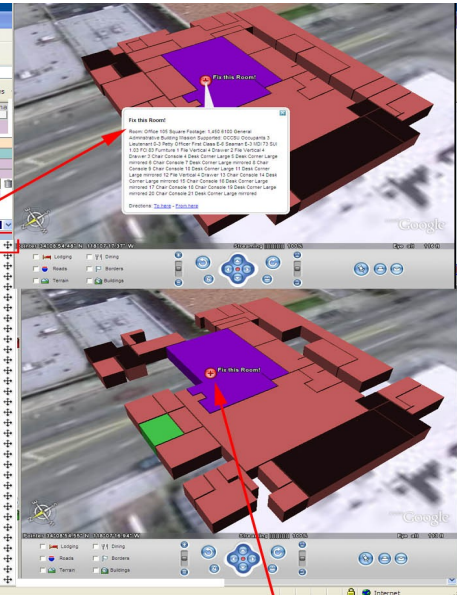 Fix this Room!
Fix this Room!
Room: Office 105 Square Footage: 1,450 6100 General
Administrative Building Mission Supported: OCCSU Occupants 3
Lieutenant 0-3 Petty Officer First Class E-6 Seaman E-3 MDI 73 SUI
1.03 FCI 83 Furniture 1 File Vertical 4 Drawer 2 File Vertical 4
Drawer 3 Chair Console 4 Desk Corner Large 5 Desk Corner Large
mirrored 6 Chair Console 7 Desk Corner Large mirrored 8 Chair
Console 9 Chair Console 10 Desk Corner Large 11 Desk Corner
Large mirrored 12 File Vertical 4 Drawer 13 Chair Console 14 Desk
Corner Large mirrored 15 Chair Console 16 Desk Corner Large
mirrored 17 Chair Console 18 Chair Console 19 Desk Corner Large
mirrored 20 Chair Console 21 Desk Corner Large mirrored
Directions: To here - From here
Google
Streaming 100%
Eye alt
Lodging
Dining
Roads
Borders
Terrain
Buildings
Fix this Room!
Google
Streaming 100%
Eye alt
Lodging
Dining
Roads
Borders
Terrain
Buildings
Internet